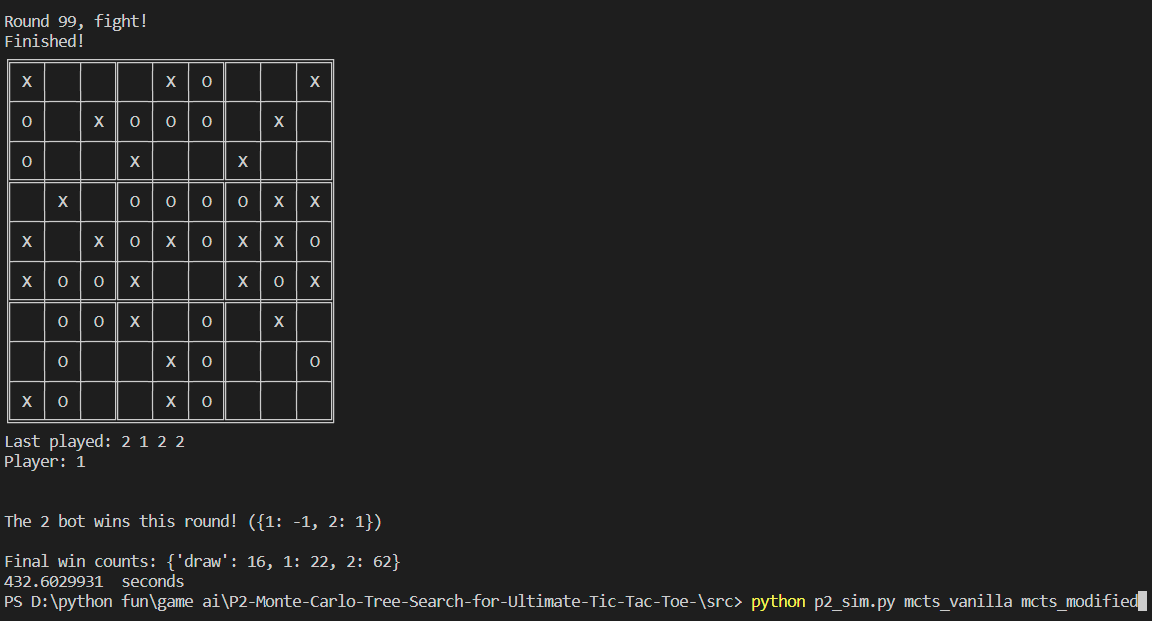 Round 99, fight!
Finished!
X X O X
O X O O O X
O X X
X O O O O X X
X X O X O X X O
X O O X X O X
O O X O X
O X O O
X O X O
Last played: 2 1 2 2
Player: 1
The 2 bot wins this round! ({1: -1, 2: 1})
Final win counts: {'draw': 16, 1: 22, 2: 62}
432.6029931  seconds
PS D:\python fun\game ai\P2-Monte-Carlo-Tree-Search-for-Ultimate-Tic-Tac-Toe-\src> python p2_sim.py mcts_vanilla mcts_modified